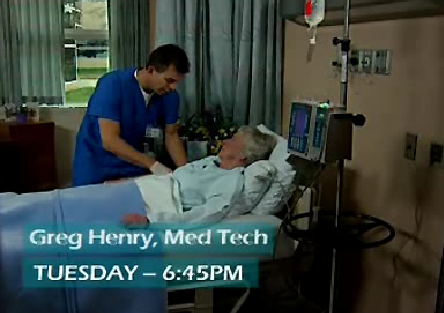 Greg Henry, Med Tech
TUESDAY – 6:45PM